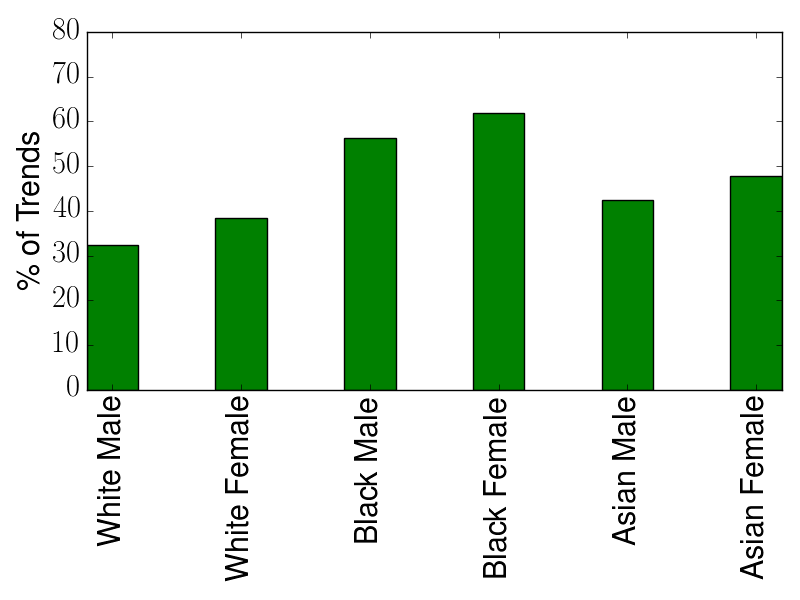 80
70
60
50
40
30
20
10
0
% of Trends
White Male
White Female
Black Male
Black Female
Asian Male
Asian Female